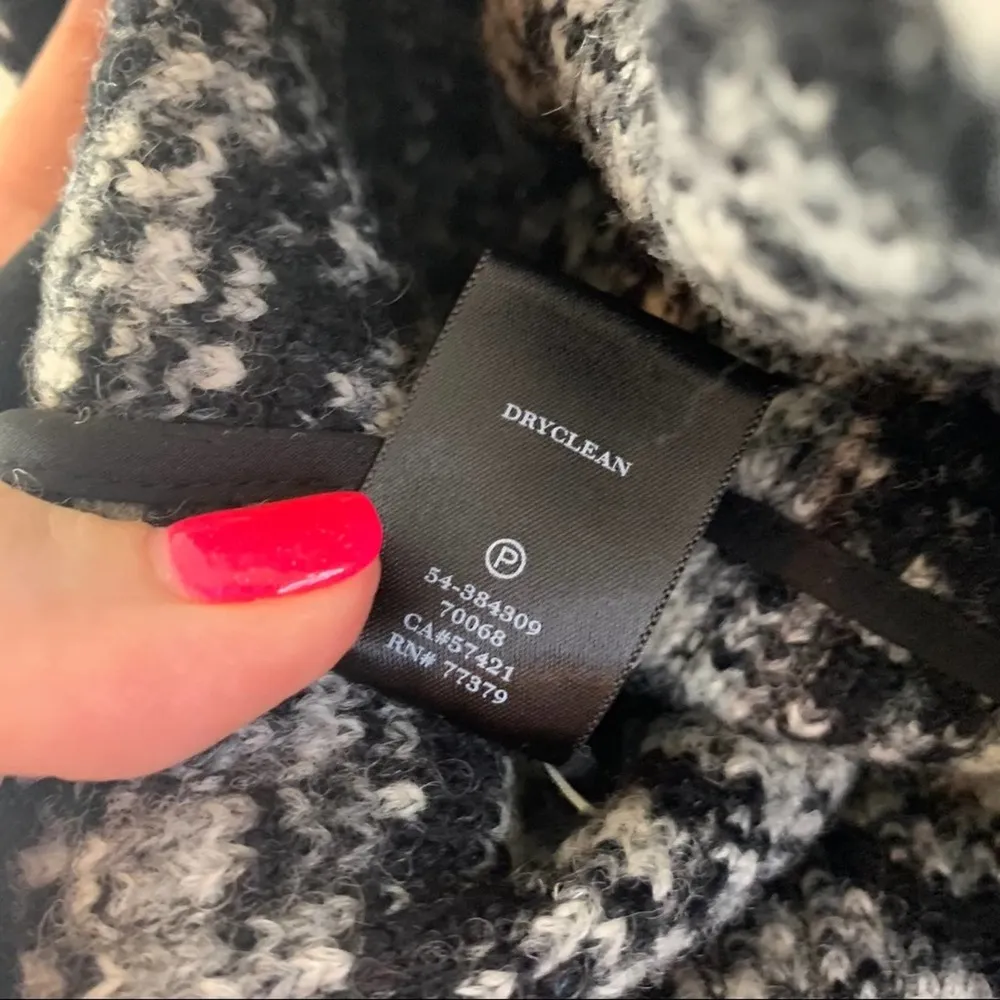 DRYCLEAN
Ⓟ
54-384309
70068
CA#57421
RN# 77379